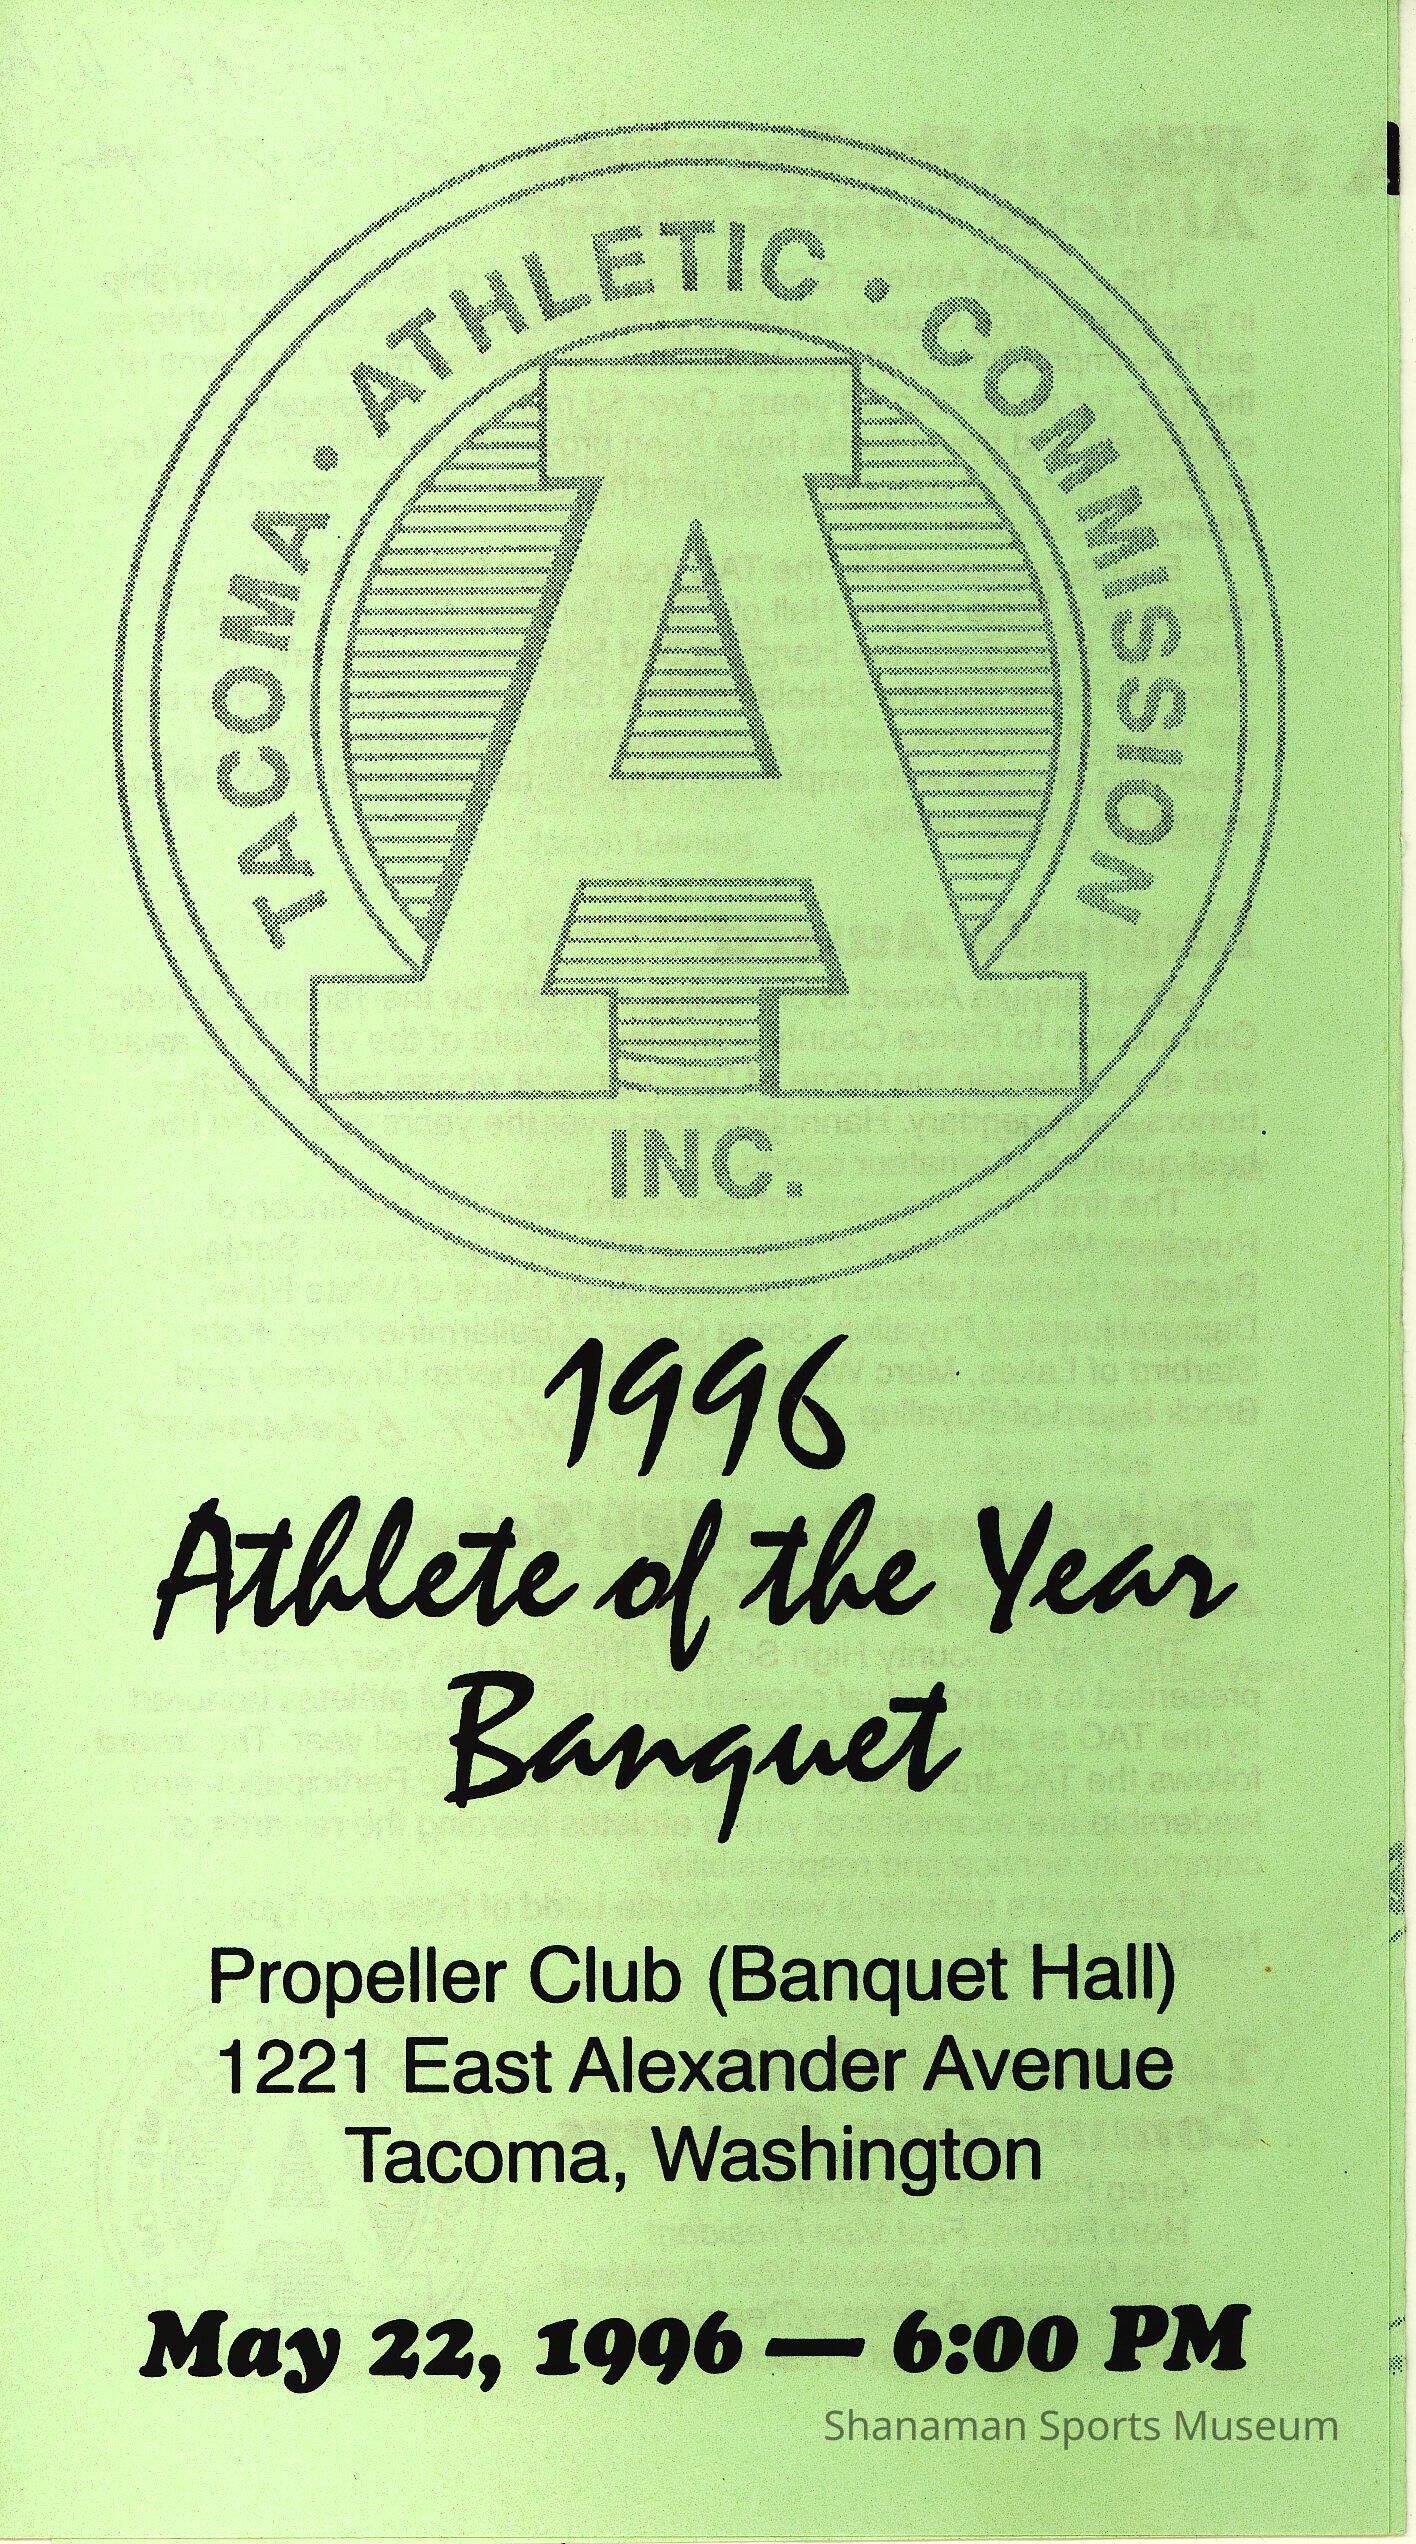 TACOMA · ATHLETIC · COMMISSION
INC.
1996
Athlete of the Year
Banquet
Propeller Club (Banquet Hall)
1221 East Alexander Avenue
Tacoma, Washington
May 22, 1996 — 6:00 PM
Shanaman Sports Museum